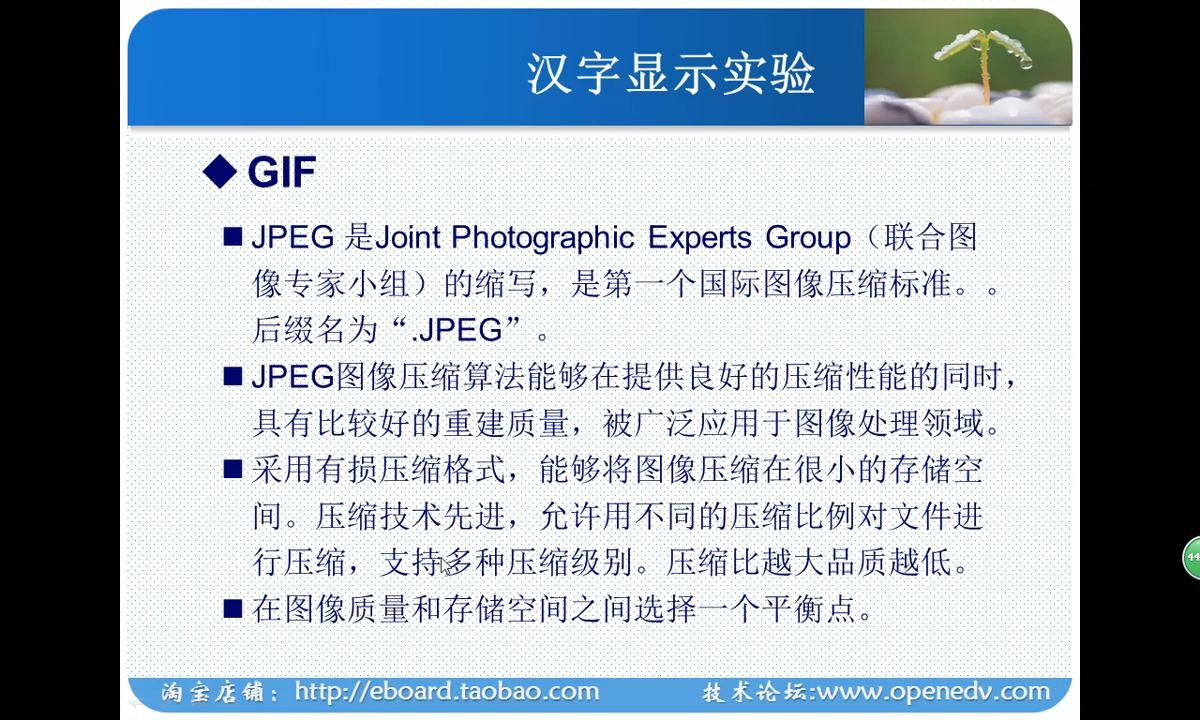 汉字显示实验
GIF
JPEG 是Joint Photographic Experts Group（联合图
像专家小组）的缩写，是第一个国际图像压缩标准。。
后缀名为“.JPEG”。
JPEG图像压缩算法能够在提供良好的压缩性能的同时，
具有比较好的重建质量，被广泛应用于图像处理领域。
采用有损压缩格式，能够将图像压缩在很小的存储空
间。压缩技术先进，允许用不同的压缩比例对文件进
行压缩，支持多种压缩级别。压缩比越大品质越低。
在图像质量和存储空间之间选择一个平衡点。
淘宝店铺：http://eboard.taobao.com
技术论坛:www.openedv.com
44